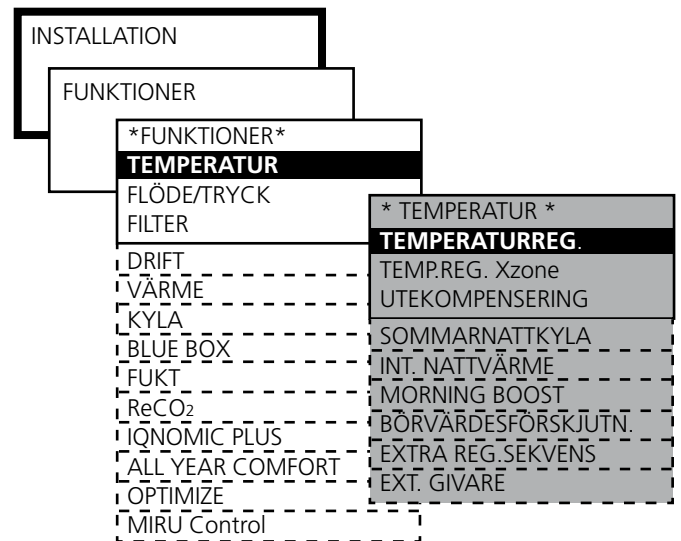 INSTALLATION
FUNKTIONER
*FUNKTIONER*
TEMPERATUR
FLÖDE/TRYCK
FILTER
DRIFT
VÄRME
KYLA
BLUE BOX
FUKT
ReCO₂
IQNOMIC PLUS
ALL YEAR COMFORT
OPTIMIZE
MIRU Control
* TEMPERATUR *
TEMPERATURREG.
TEMP.REG. Xzone
UTEKOMPENSERING
SOMMARNATTKYLA
INT. NATTVÄRME
MORNING BOOST
BÖRVÄRDESFÖRSKJUTN.
EXTRA REG.SEKVENS
EXT. GIVARE